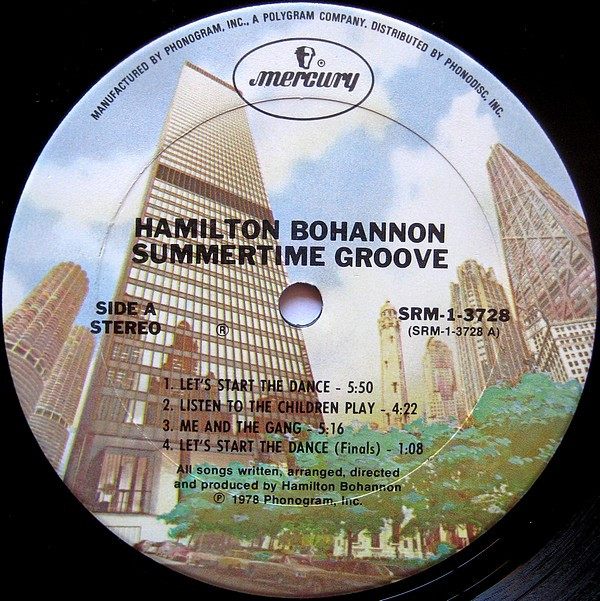 MANUFACTURED BY PHONOGRAM, INC., A POLYGRAM COMPANY. DISTRIBUTED BY PHONODISC, INC.
mercury
HAMILTON BOHANNON
SUMMERTIME GROOVE
SIDE A
STEREO
®
SRM-1-3728
(SRM-1-3728 A)
1. LET'S START THE DANCE - 5:50
2. LISTEN TO THE CHILDREN PLAY - 4:22
3. ME AND THE GANG - 5:16
4. LET'S START THE DANCE (Finals) - 1:08
All songs written, arranged, directed
and produced by Hamilton Bohannon
℗ 1978 Phonogram, Inc.